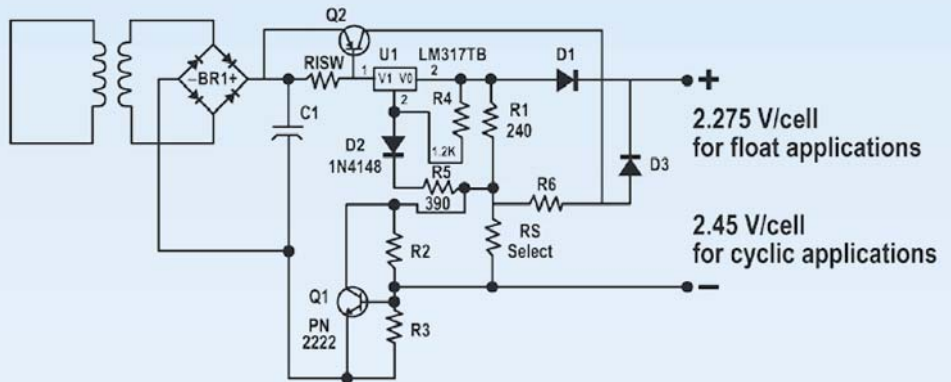 Q2
U1
LM317TB
RISW
1
V1 V0
2
2
–BR1+
C1
D1
+
R4
R1
240
1.2K
D2
1N4148
R5
390
R6
D3
RS
Select
R2
Q1
PN
2222
R3
–
2.275 V/cell
for float applications
2.45 V/cell
for cyclic applications